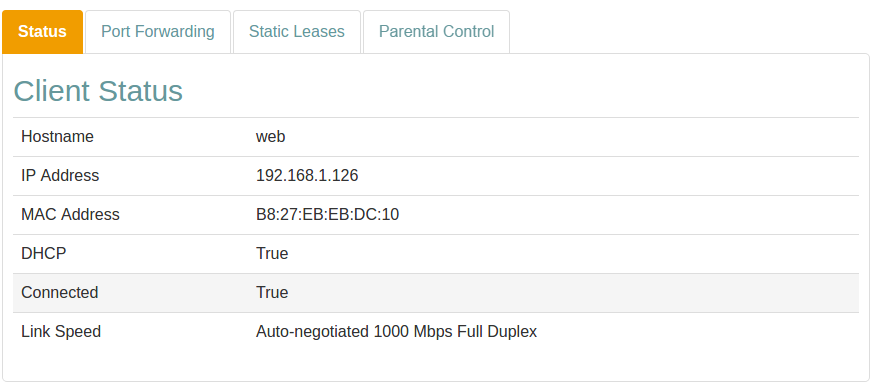 Status Port Forwarding Static Leases Parental Control
Client Status
Hostname web
IP Address 192.168.1.126
MAC Address B8:27:EB:EB:DC:10
DHCP True
Connected True
Link Speed Auto-negotiated 1000 Mbps Full Duplex